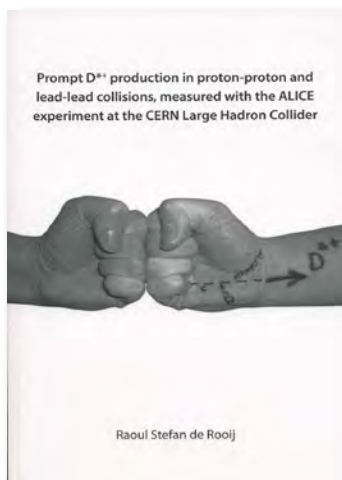 Prompt D*+ production in proton-proton and
lead-lead collisions, measured with the ALICE
experiment at the CERN Large Hadron Collider
D*+
Raoul Stefan de Rooij